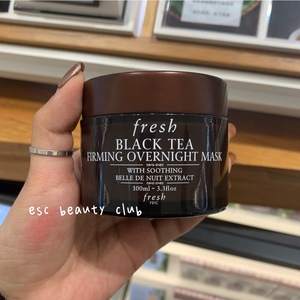 fresh
BLACK TEA
FIRMING OVERNIGHT MASK
WITH SOOTHING
BELLE DE NUIT EXTRACT
100ml e 3.3fl oz
fresh
esc beauty club